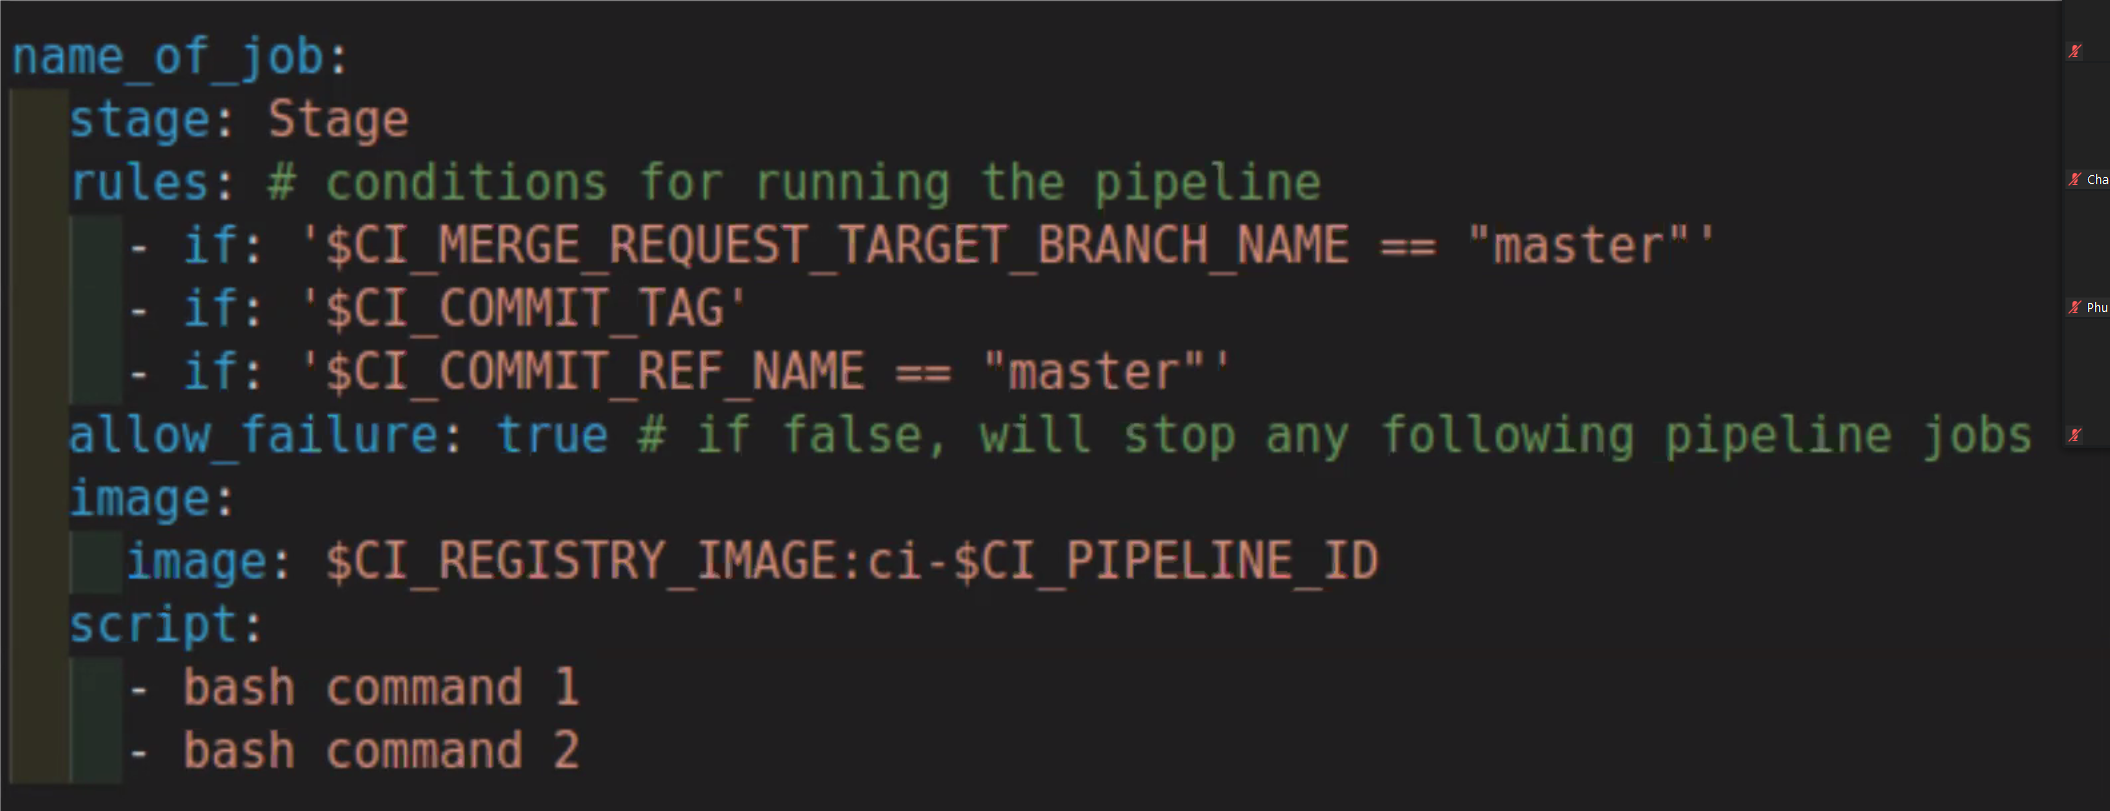 name_of_job:
  stage: Stage
  rules: # conditions for running the pipeline
    - if: '$CI_MERGE_REQUEST_TARGET_BRANCH_NAME == "master"'
    - if: '$CI_COMMIT_TAG'
    - if: '$CI_COMMIT_REF_NAME == "master"'
  allow_failure: true # if false, will stop any following pipeline jobs
  image:
    image: $CI_REGISTRY_IMAGE:ci-$CI_PIPELINE_ID
  script:
    - bash command 1
    - bash command 2
Cha
Phu